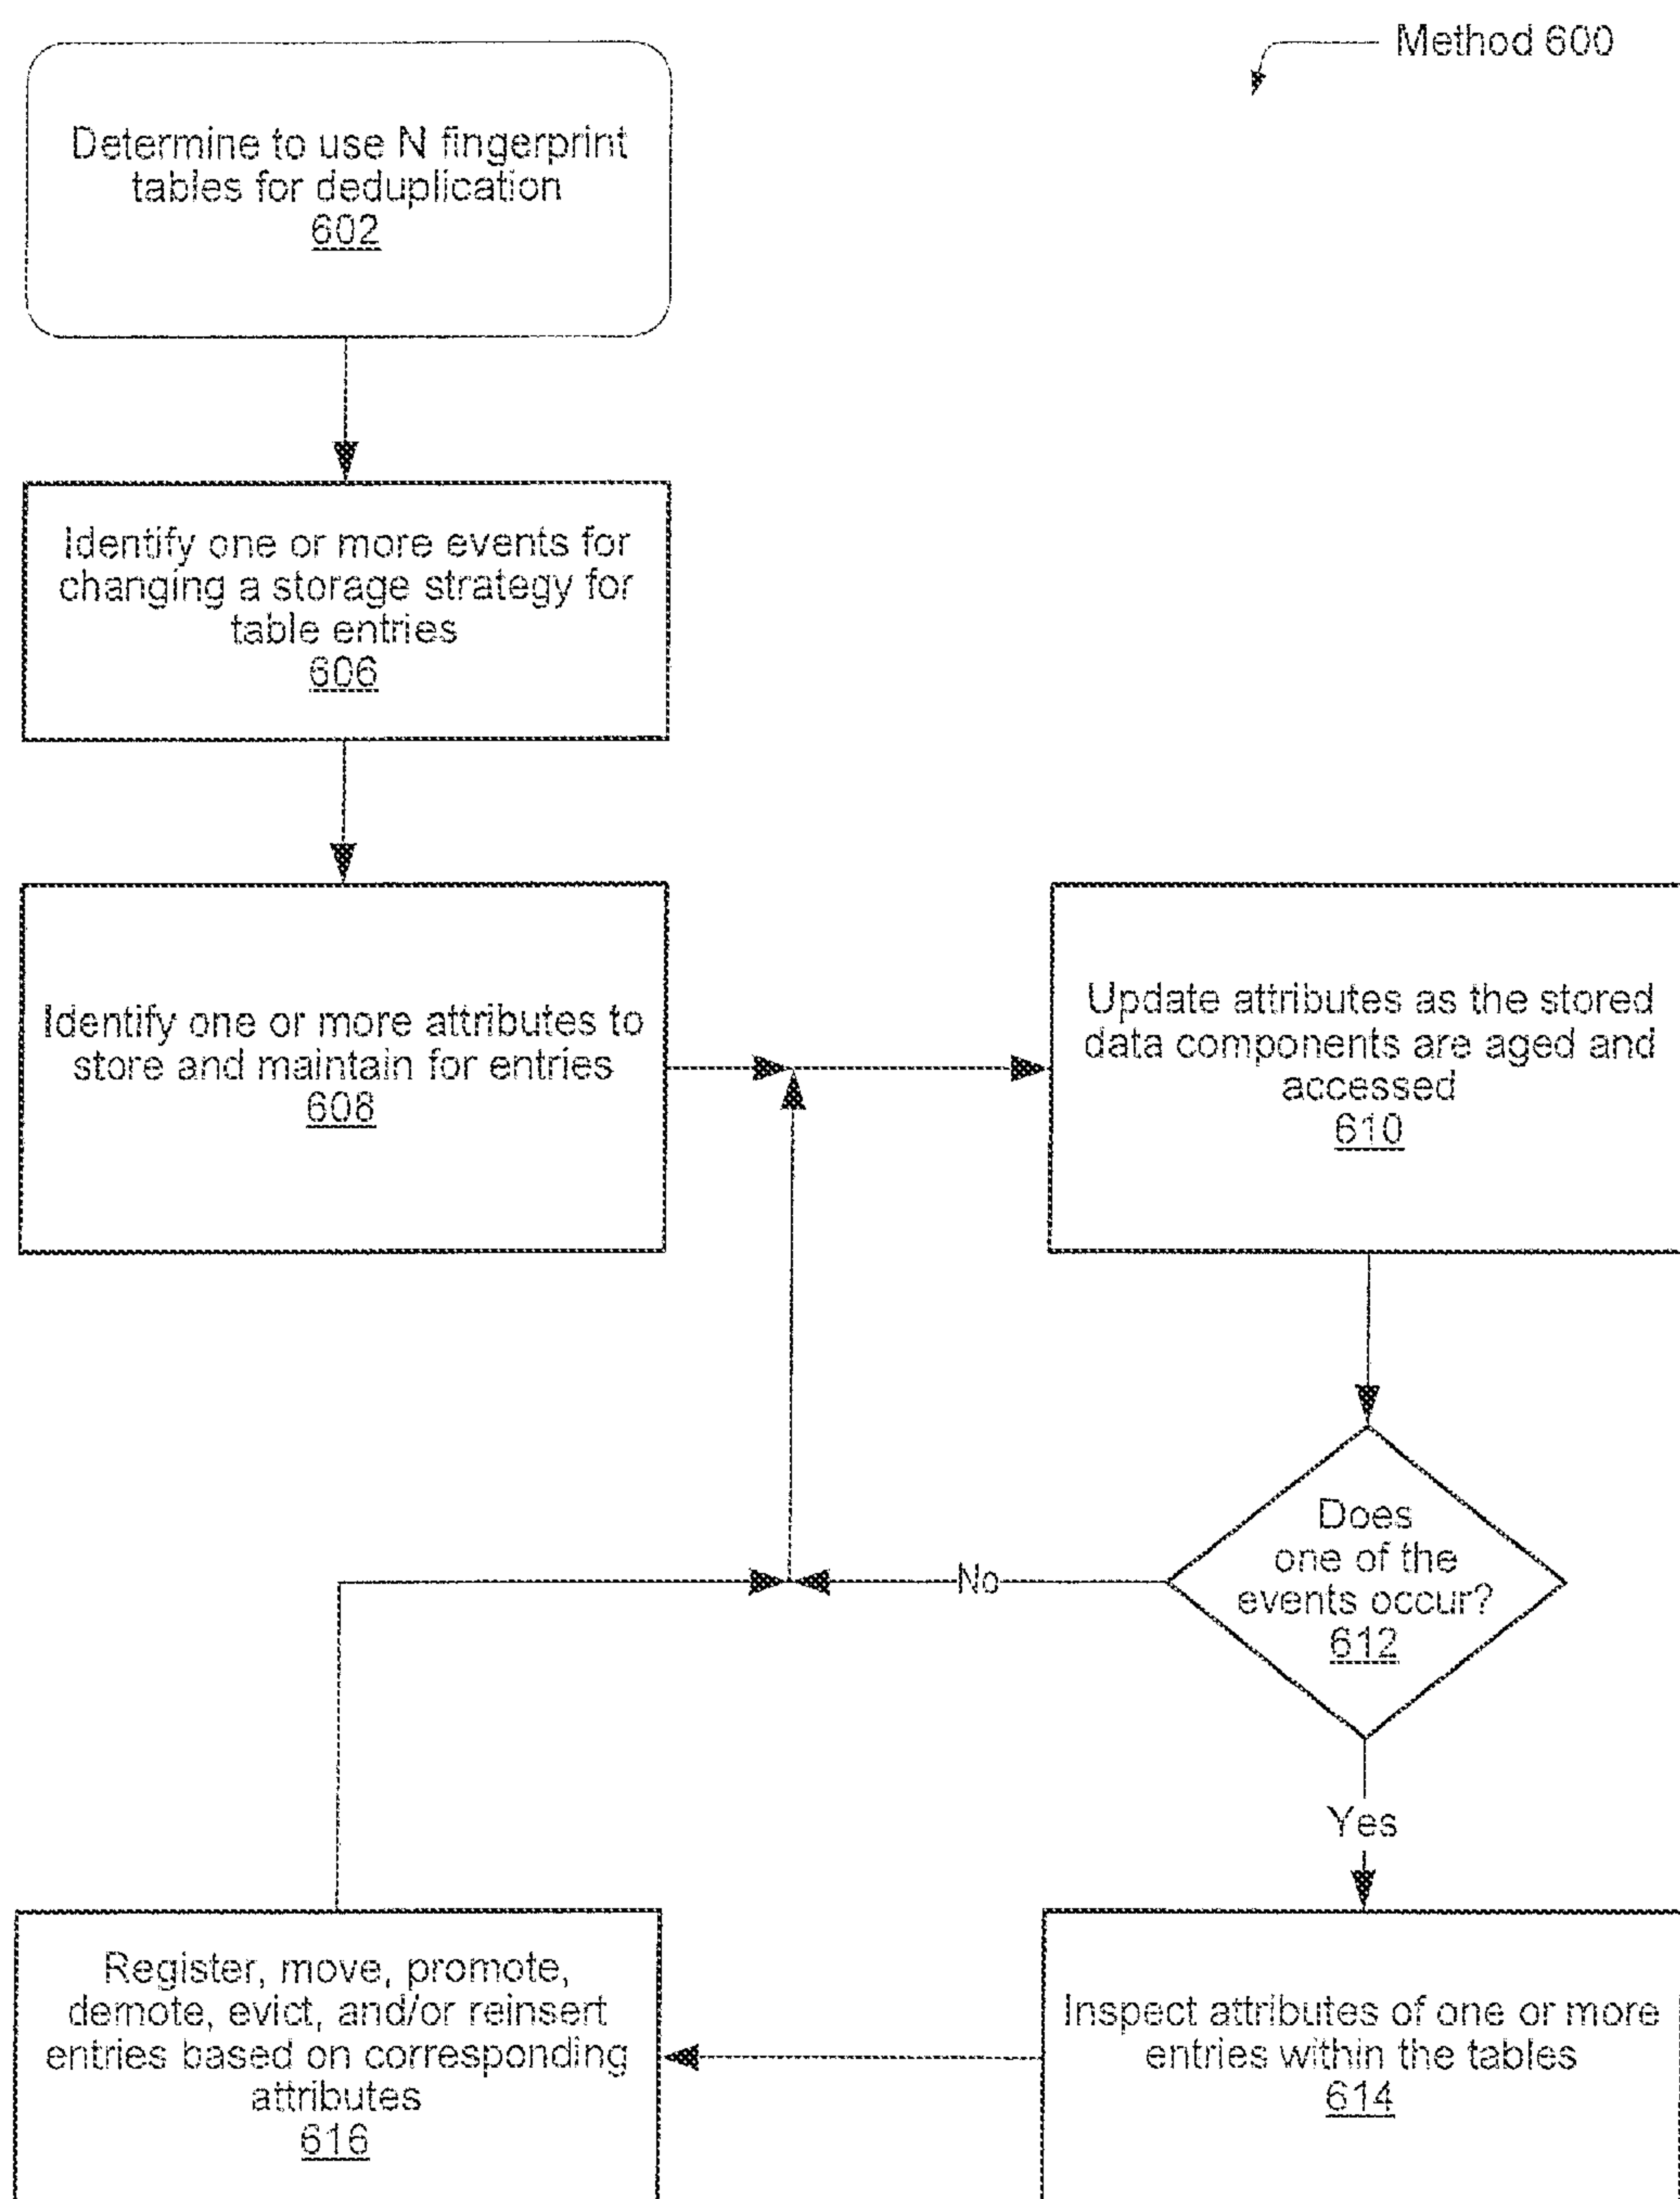 Method 600
Determine to use N fingerprint
tables for deduplication
602
Identify one or more events for
changing a storage strategy for
table entries
606
Identify one or more attributes to
store and maintain for entries
608
Update attributes as the stored
data components are aged and
accessed
610
Does
one of the
events occur?
612
No
Yes
Inspect attributes of one or more
entries within the tables
614
Register, move, promote,
demote, evict, and/or reinsert
entries based on corresponding
attributes
616